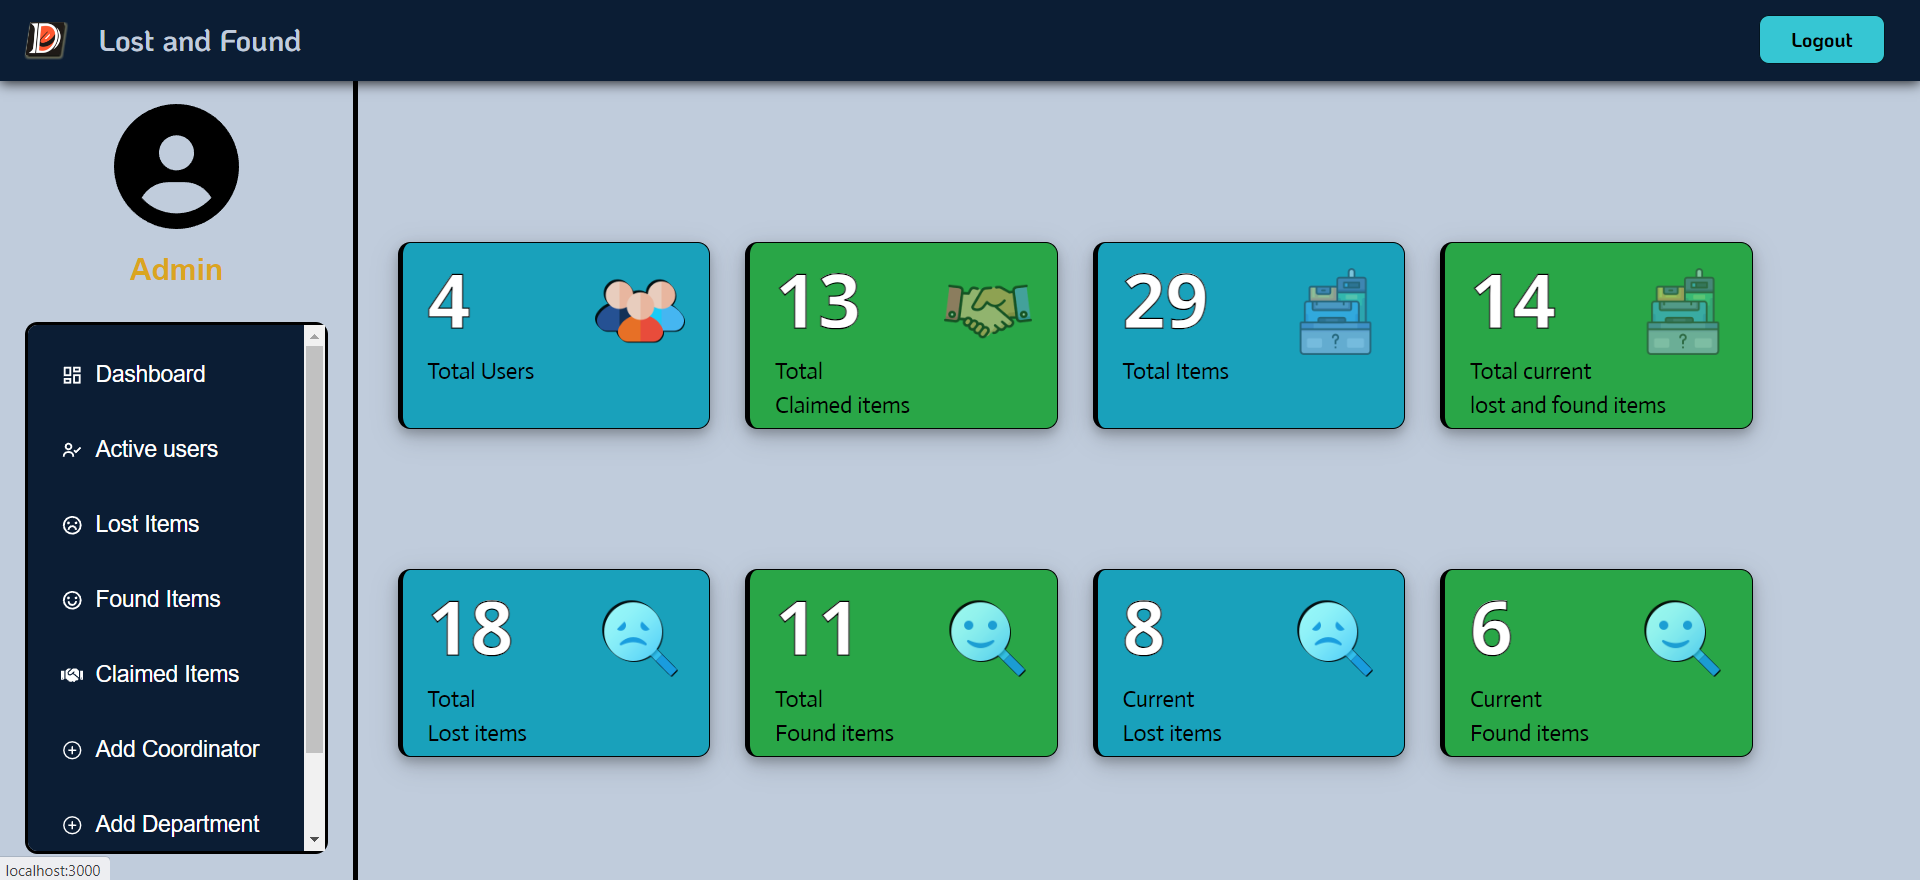 Lost and Found
Logout
Admin
Dashboard
Active users
Lost Items
Found Items
Claimed Items
Add Coordinator
Add Department
4
Total Users
13
Total
Claimed items
29
Total Items
?
14
Total current
lost and found items
?
18
Total
Lost items
11
Total
Found items
8
Current
Lost items
6
Current
Found items
localhost:3000